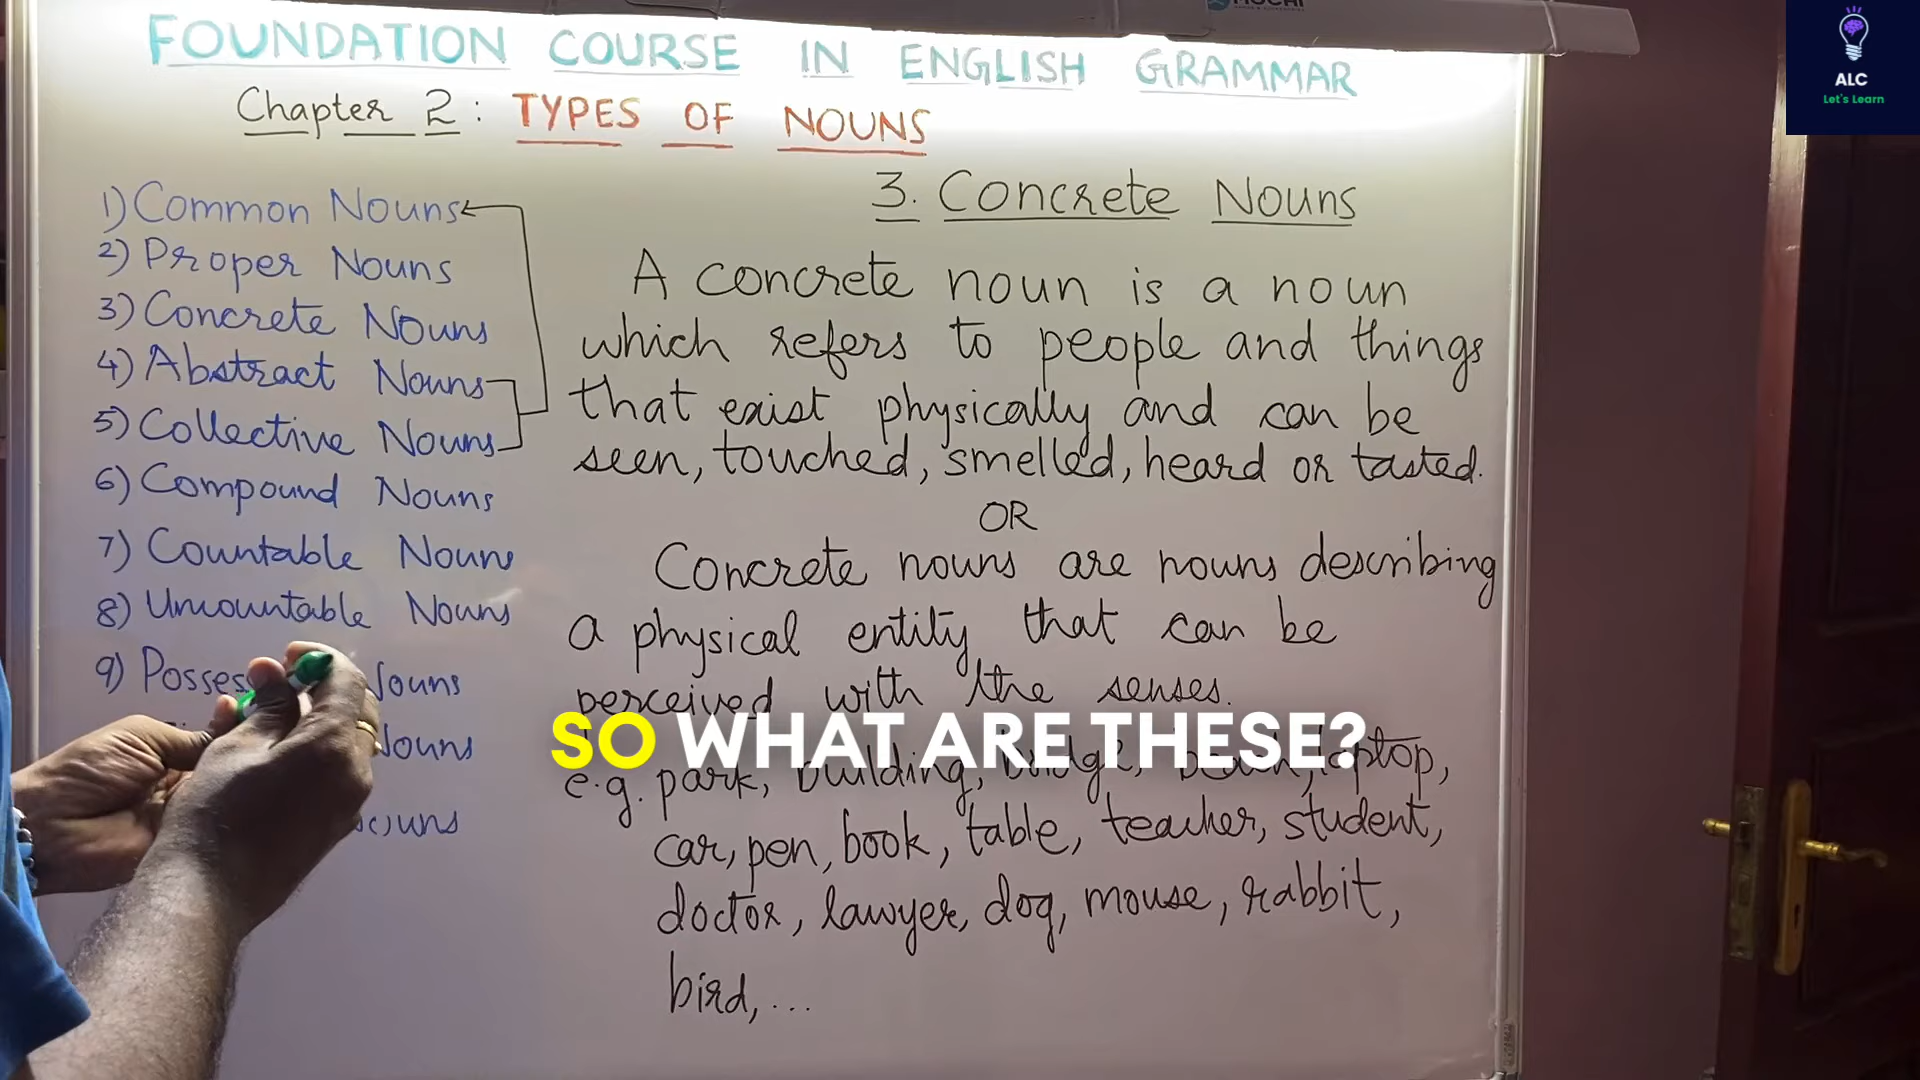 FOUNDATION COURSE IN ENGLISH GRAMMAR
ALC
Let's Learn
Chapter 2: TYPES OF NOUNS
1) Common Nouns
2) Proper Nouns
3) Concrete Nouns
4) Abstract Nouns
5) Collective Nouns
6) Compound Nouns
7) Countable Nouns
8) Uncountable Nouns
9) Nouns
Nouns
3. Concrete Nouns
A concrete noun is a noun
which refers to people and things
that exist physically and can be
seen, touched, smelled, heard or tasted.
OR
Concrete nouns are nouns describing
a physical entity that can be
perceived with the senses.
SO WHAT ARE THESE?
e.g. park, building, bridge, laptop,
car, pen, book, table, teacher, student,
doctor, lawyer, dog, mouse, rabbit,
bird, ...